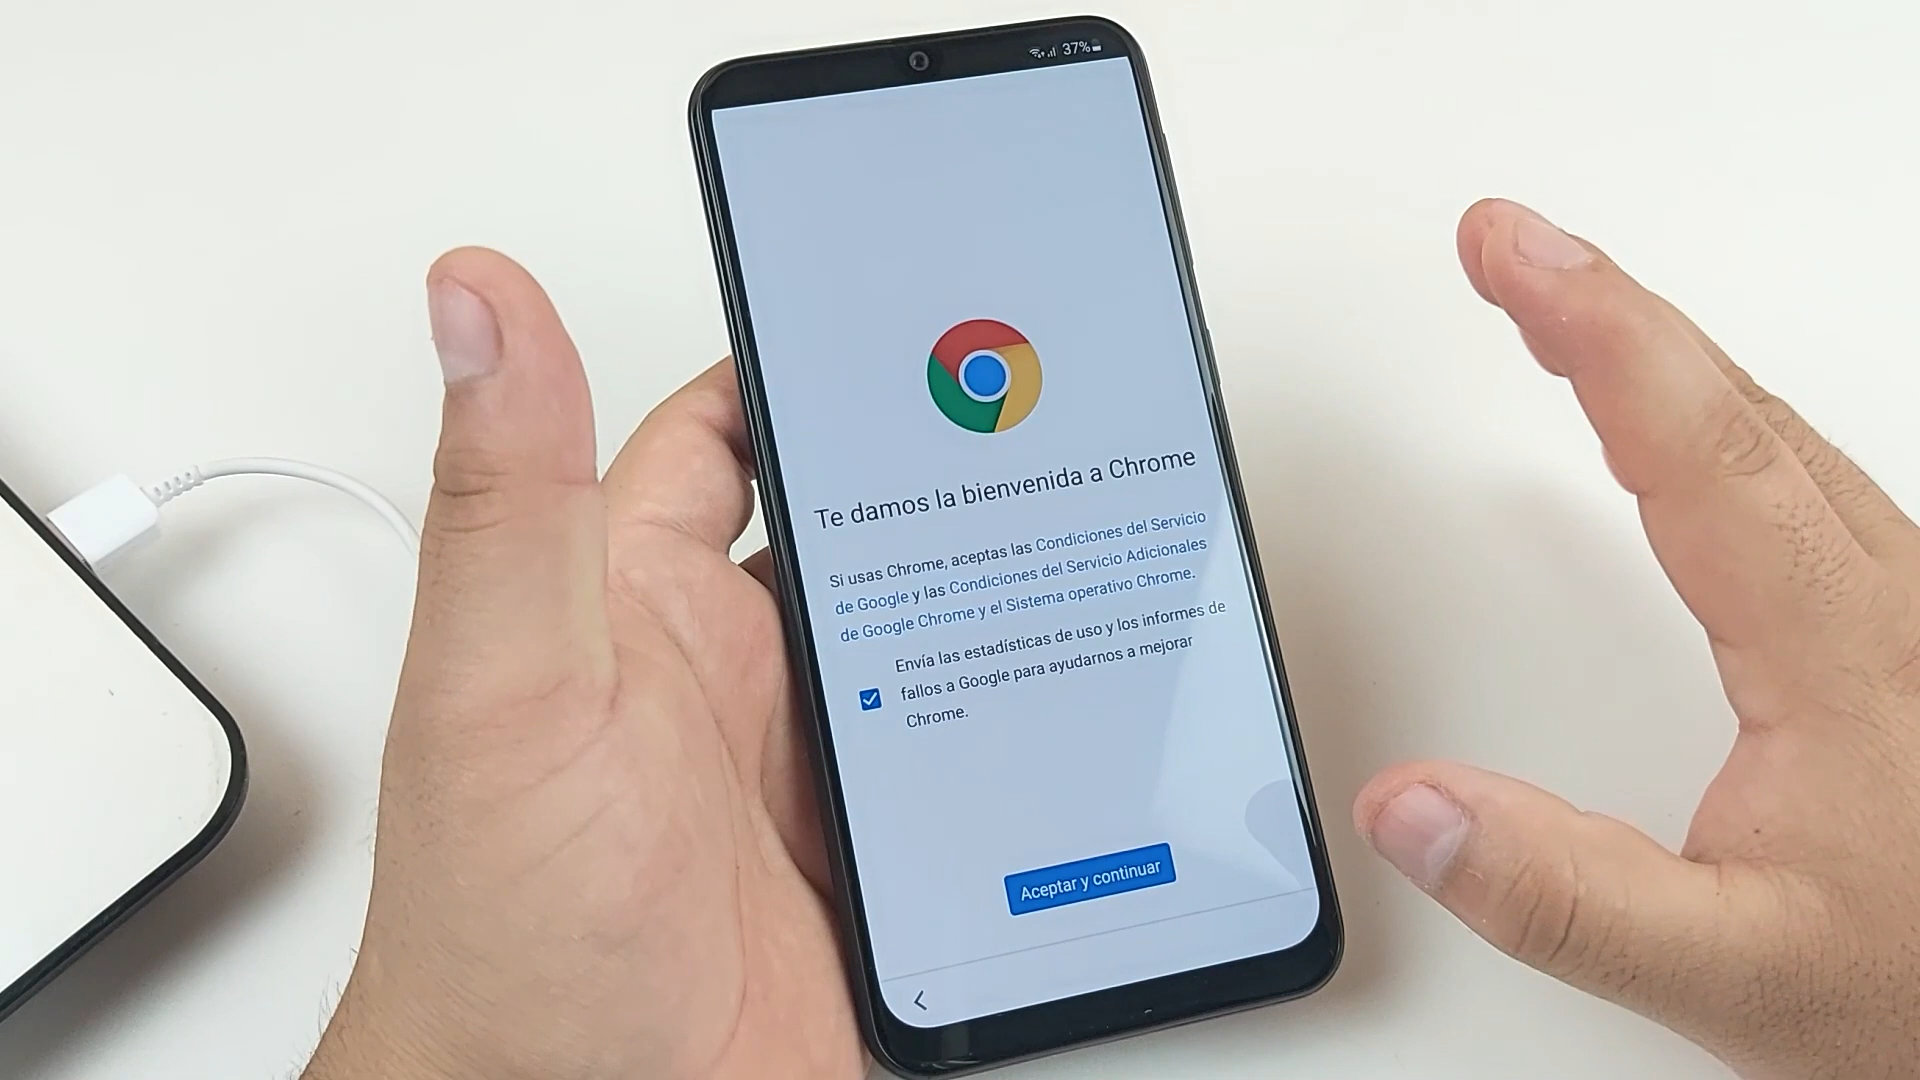 37%
Te damos la bienvenida a Chrome
Si usas Chrome, aceptas las Condiciones del Servicio
de Google y las Condiciones del Servicio Adicionales
de Google Chrome y el Sistema operativo Chrome.
Envía las estadísticas de uso y los informes de
fallos a Google para ayudarnos a mejorar
Chrome.
Aceptar y continuar